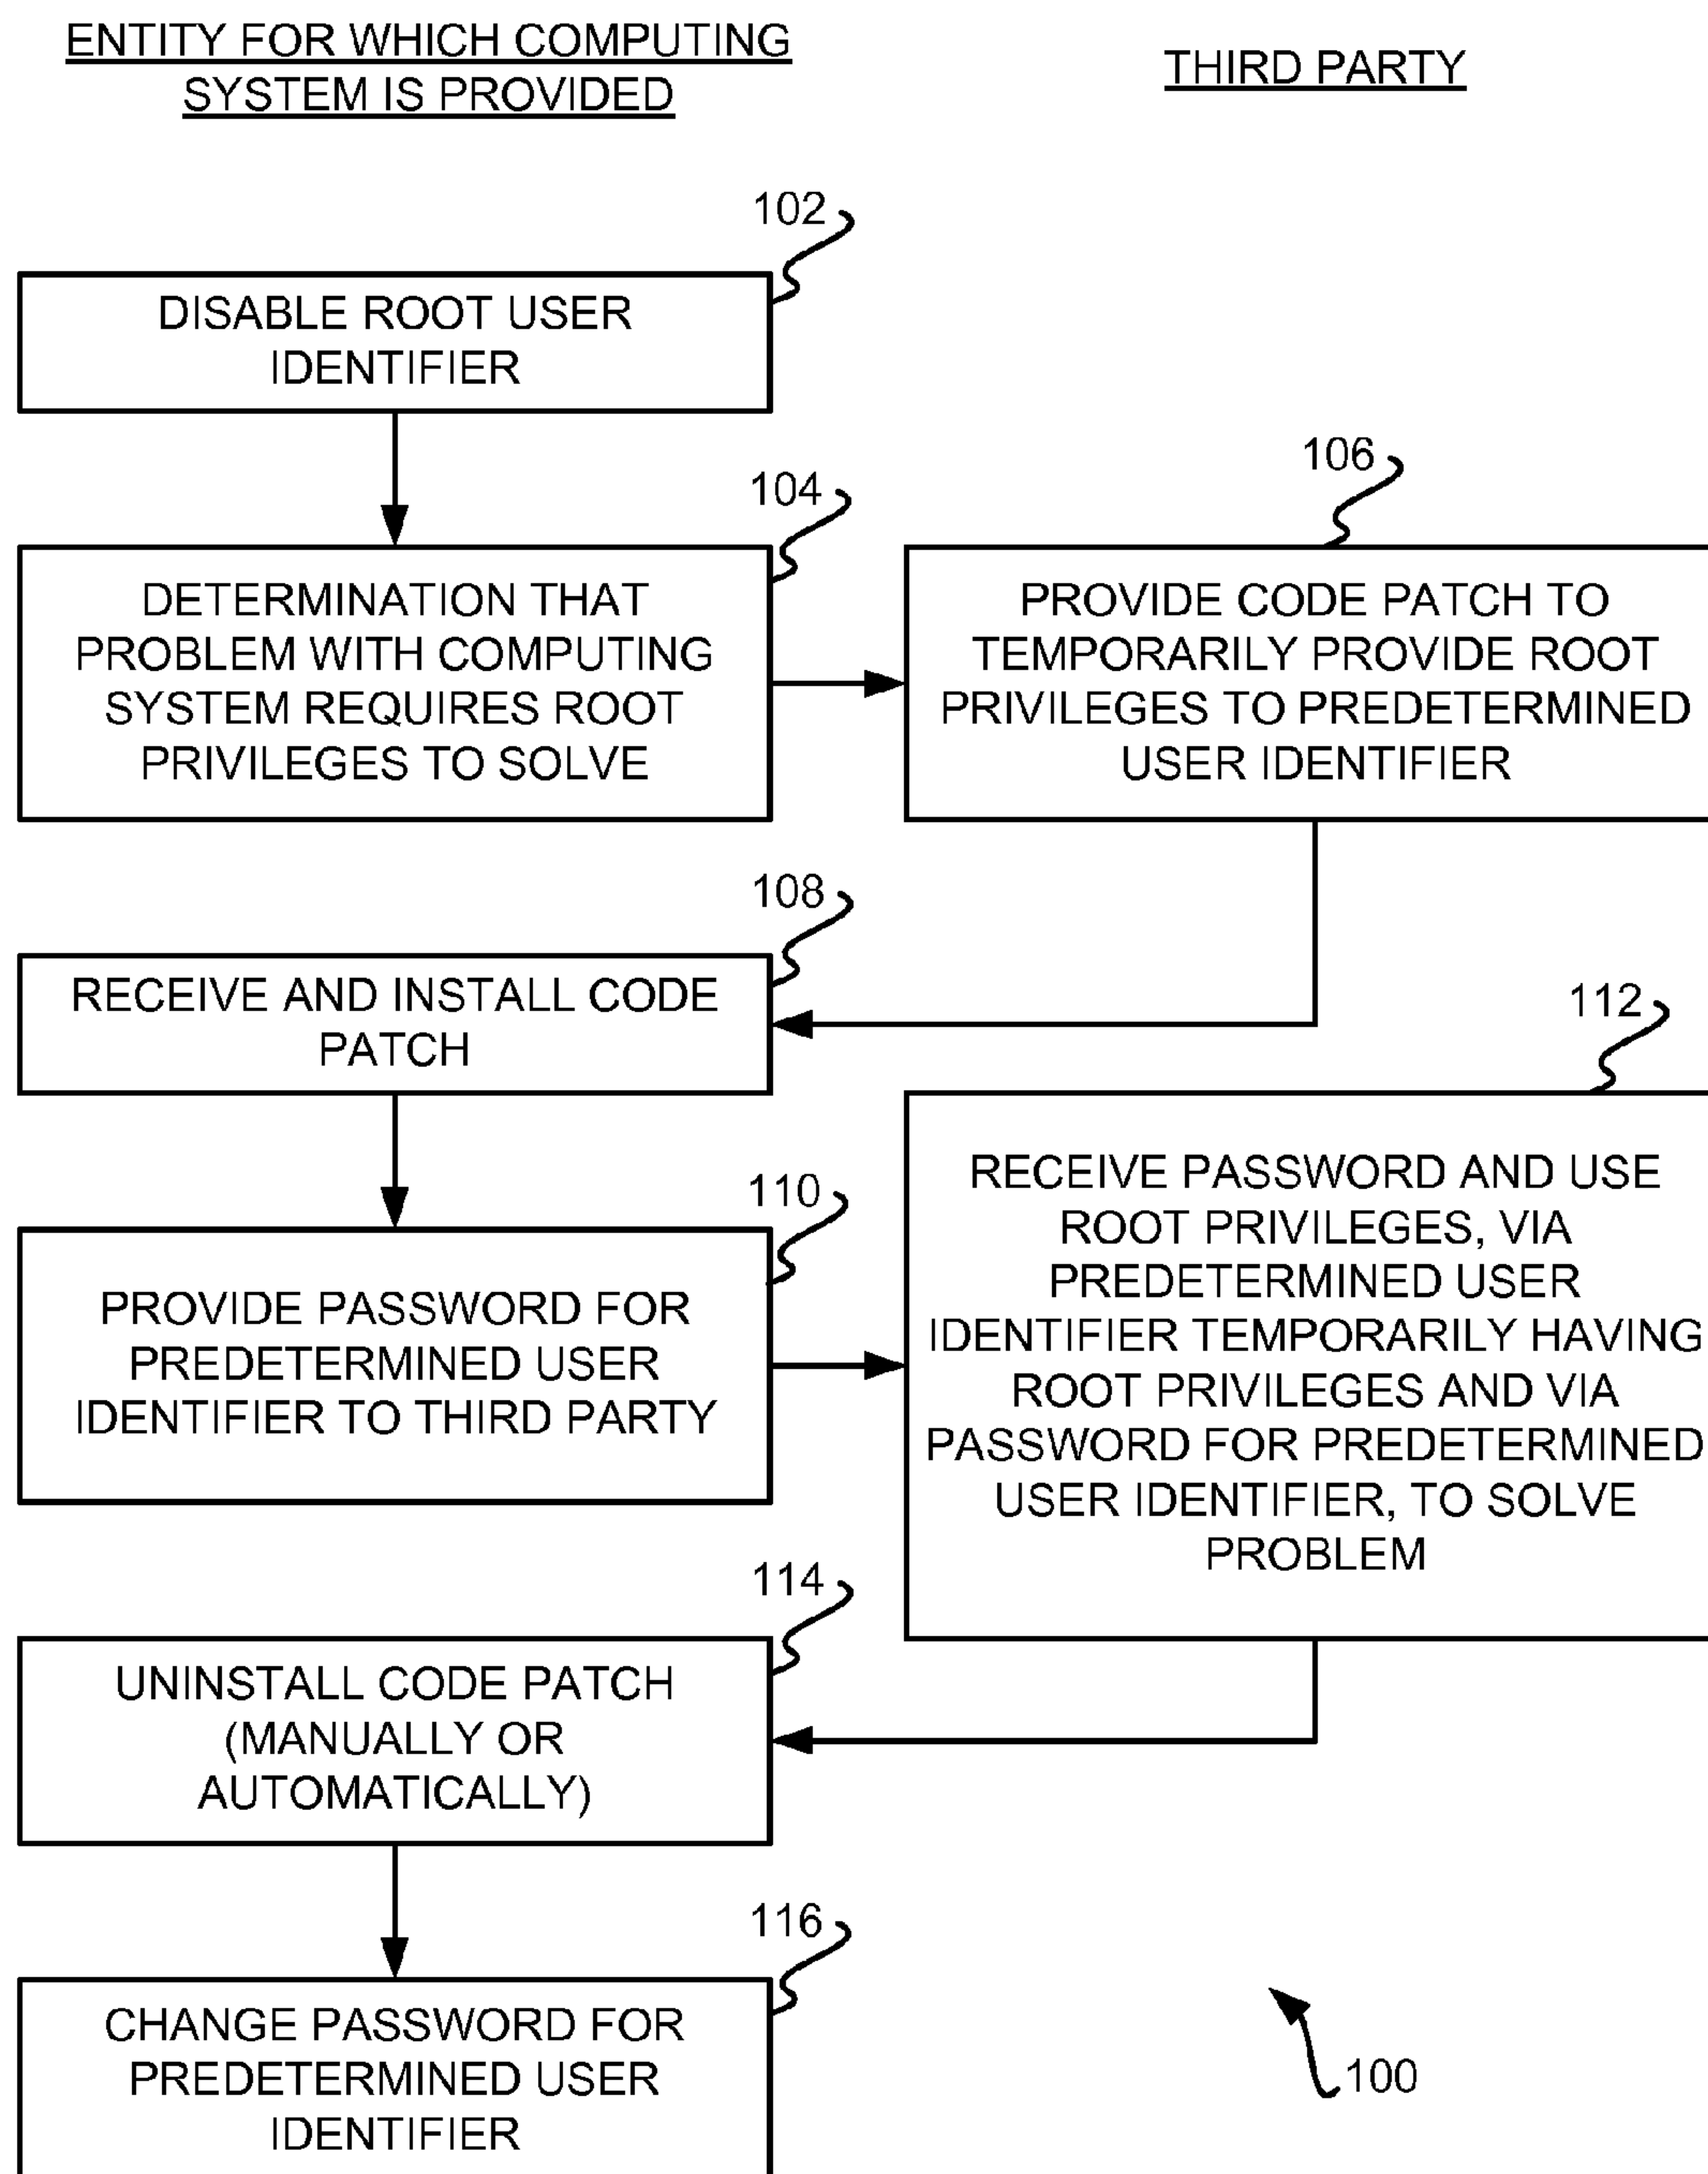 ENTITY FOR WHICH COMPUTING
SYSTEM IS PROVIDED
THIRD PARTY
102
DISABLE ROOT USER
IDENTIFIER
104
DETERMINATION THAT
PROBLEM WITH COMPUTING
SYSTEM REQUIRES ROOT
PRIVILEGES TO SOLVE
106
PROVIDE CODE PATCH TO
TEMPORARILY PROVIDE ROOT
PRIVILEGES TO PREDETERMINED
USER IDENTIFIER
108
RECEIVE AND INSTALL CODE
PATCH
110
PROVIDE PASSWORD FOR
PREDETERMINED USER
IDENTIFIER TO THIRD PARTY
112
RECEIVE PASSWORD AND USE
ROOT PRIVILEGES, VIA
PREDETERMINED USER
IDENTIFIER TEMPORARILY HAVING
ROOT PRIVILEGES AND VIA
PASSWORD FOR PREDETERMINED
USER IDENTIFIER, TO SOLVE
PROBLEM
114
UNINSTALL CODE PATCH
(MANUALLY OR
AUTOMATICALLY)
116
CHANGE PASSWORD FOR
PREDETERMINED USER
IDENTIFIER
100